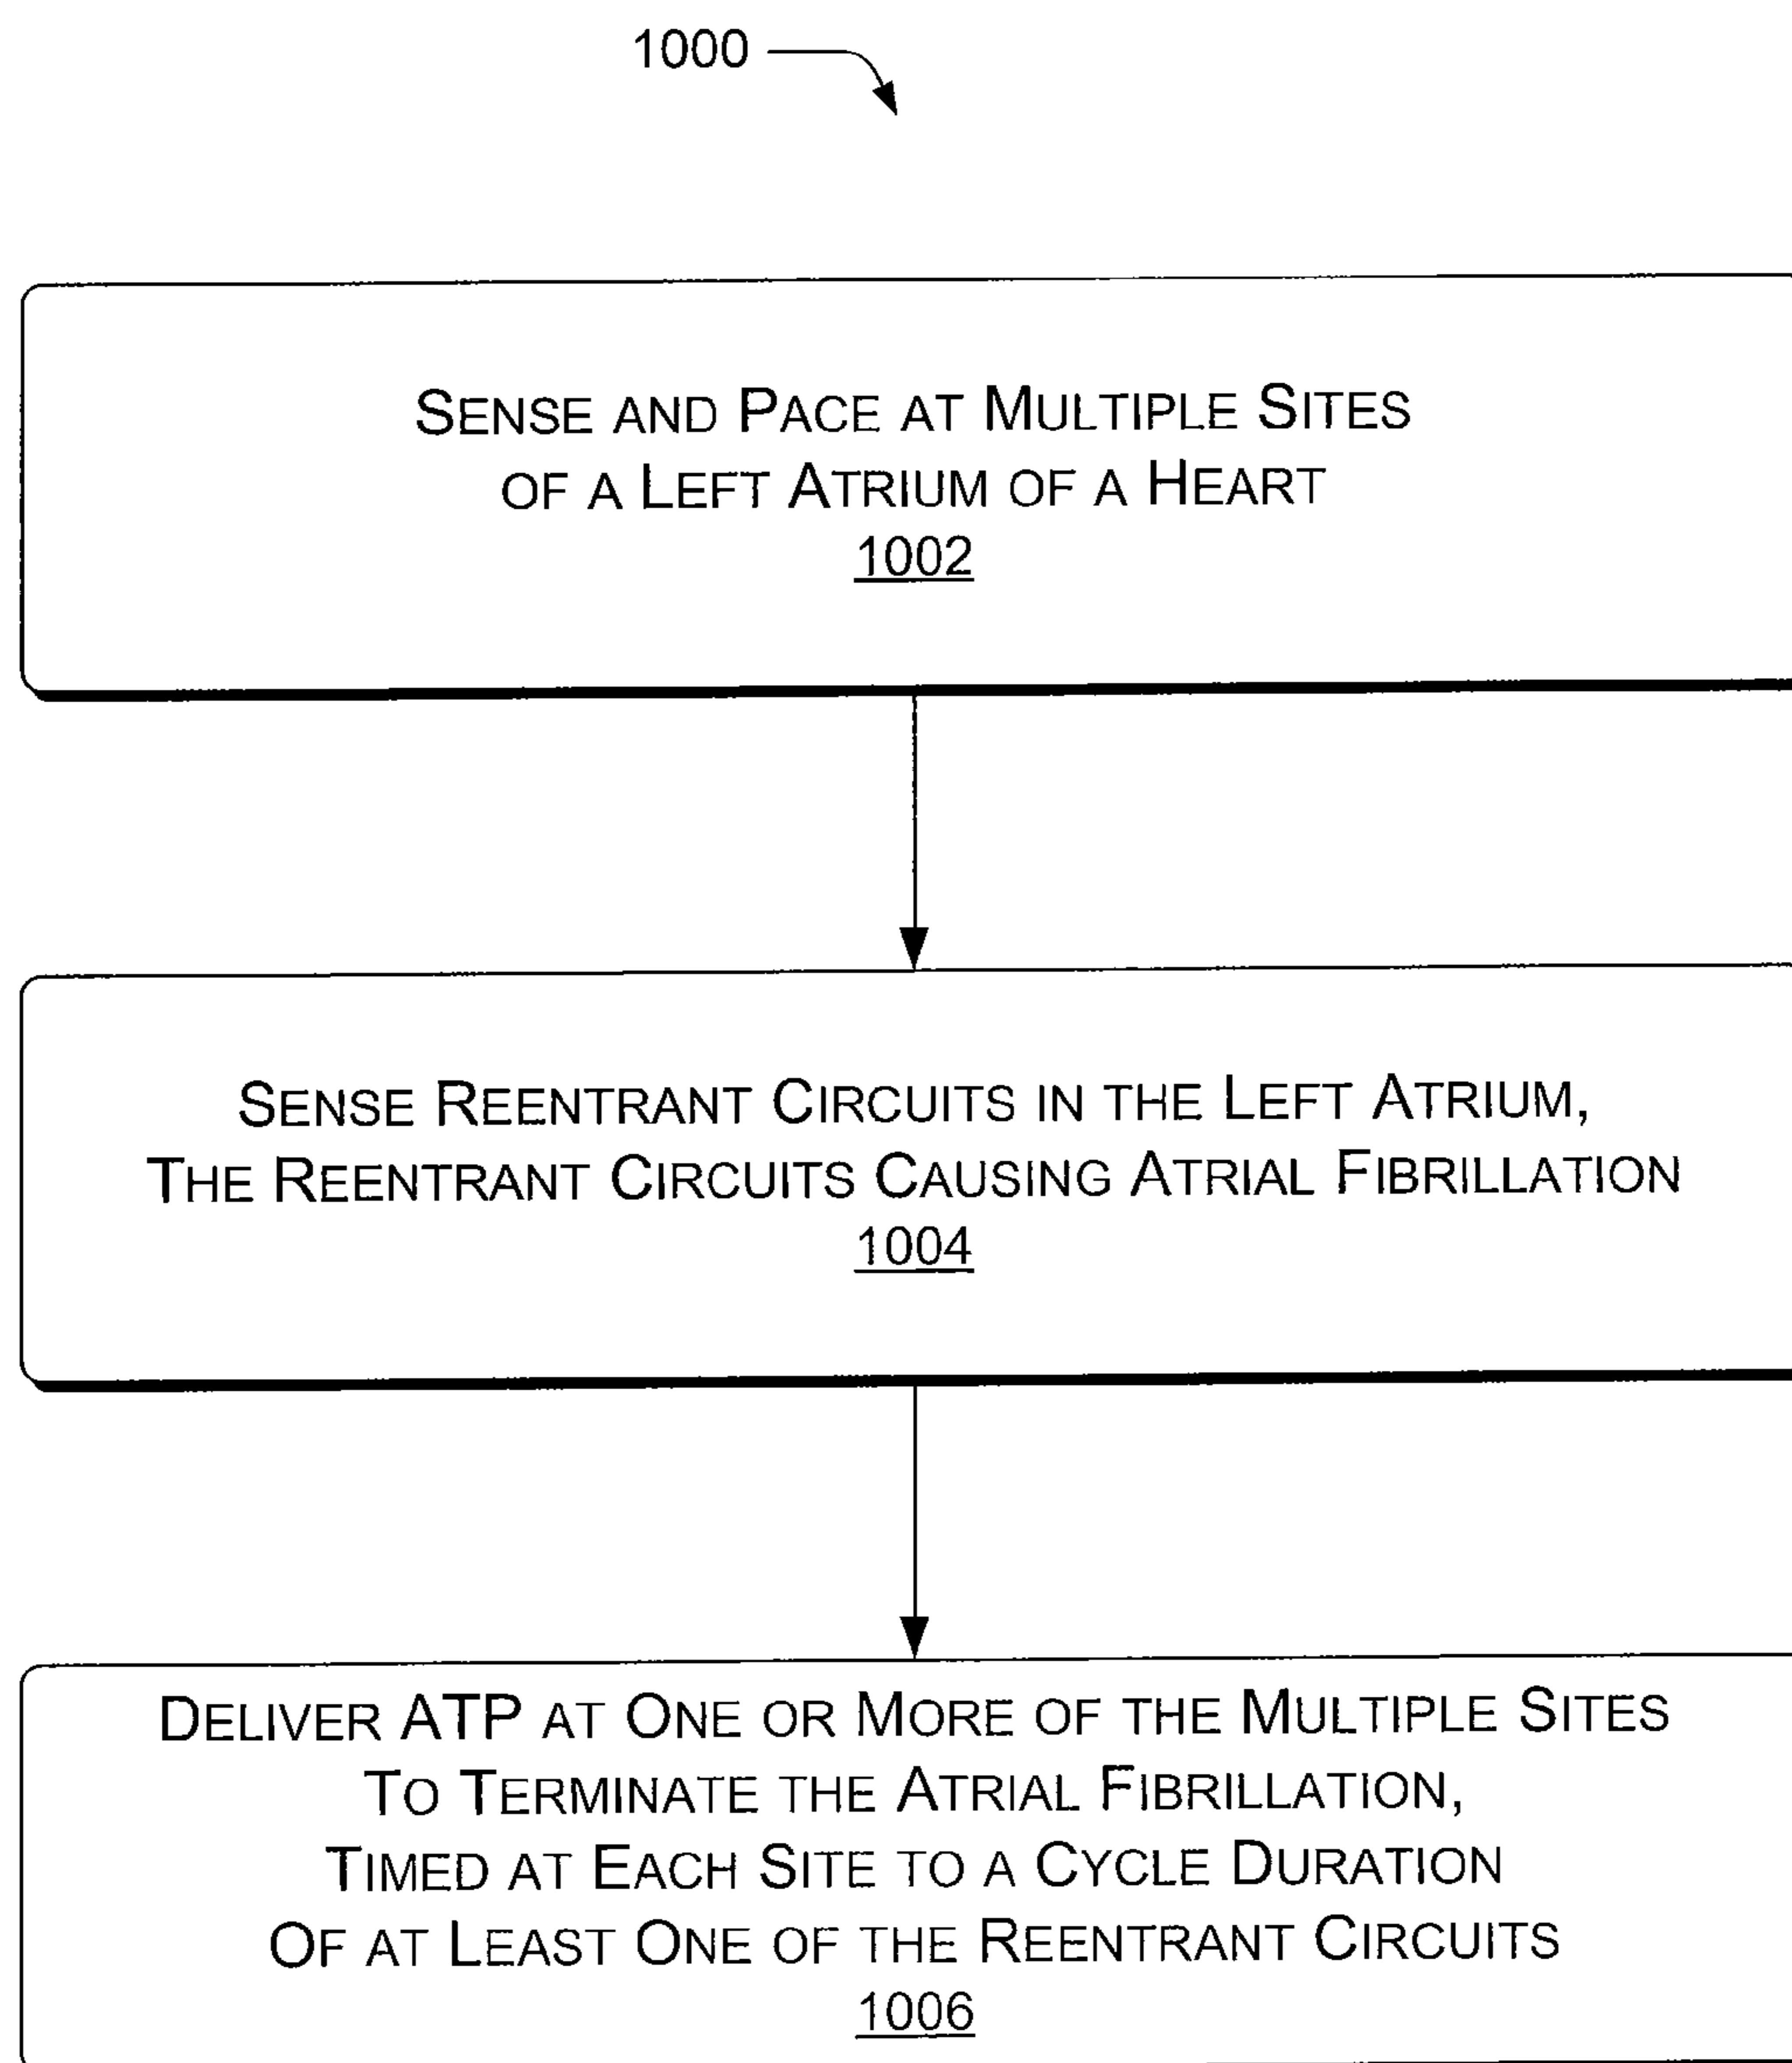 1000
SENSE AND PACE AT MULTIPLE SITES
OF A LEFT ATRIUM OF A HEART
1002
SENSE REENTRANT CIRCUITS IN THE LEFT ATRIUM,
THE REENTRANT CIRCUITS CAUSING ATRIAL FIBRILLATION
1004
DELIVER ATP AT ONE OR MORE OF THE MULTIPLE SITES
TO TERMINATE THE ATRIAL FIBRILLATION,
TIMED AT EACH SITE TO A CYCLE DURATION
OF AT LEAST ONE OF THE REENTRANT CIRCUITS
1006